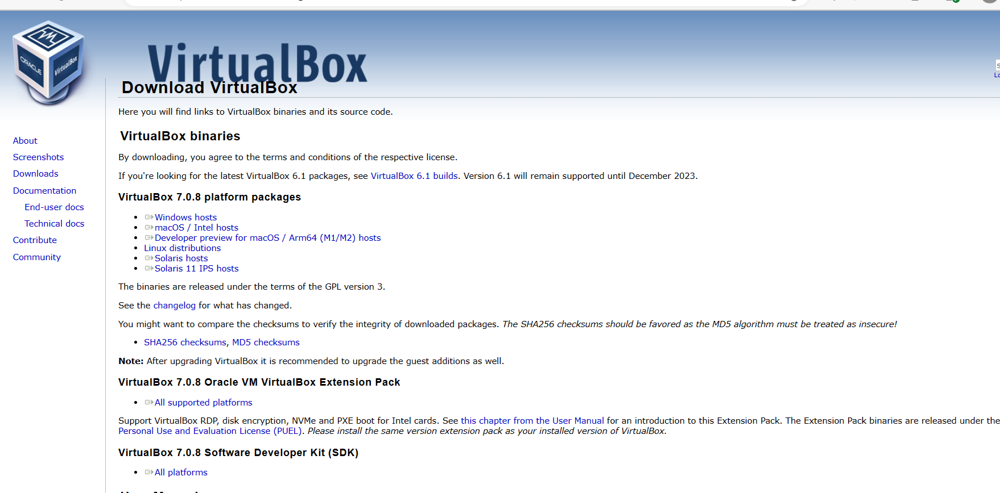 ORACLE
VirtualBox
VirtualBox
Download VirtualBox
Here you will find links to VirtualBox binaries and its source code.
VirtualBox binaries
About
Screenshots
Downloads
Documentation
End-user docs
Technical docs
Contribute
Community
By downloading, you agree to the terms and conditions of the respective license.
If you're looking for the latest VirtualBox 6.1 packages, see VirtualBox 6.1 builds. Version 6.1 will remain supported until December 2023.
VirtualBox 7.0.8 platform packages
Windows hosts
macOS / Intel hosts
Developer preview for macOS / Arm64 (M1/M2) hosts
Linux distributions
Solaris hosts
Solaris 11 IPS hosts
The binaries are released under the terms of the GPL version 3.
See the changelog for what has changed.
You might want to compare the checksums to verify the integrity of downloaded packages. The SHA256 checksums should be favored as the MD5 algorithm must be treated as insecure!
SHA256 checksums, MD5 checksums
Note: After upgrading VirtualBox it is recommended to upgrade the guest additions as well.
VirtualBox 7.0.8 Oracle VM VirtualBox Extension Pack
All supported platforms
Support VirtualBox RDP, disk encryption, NVMe and PXE boot for Intel cards. See this chapter from the User Manual for an introduction to this Extension Pack. The Extension Pack binaries are released under the
Personal Use and Evaluation License (PUEL). Please install the same version extension pack as your installed version of VirtualBox.
VirtualBox 7.0.8 Software Developer Kit (SDK)
All platforms